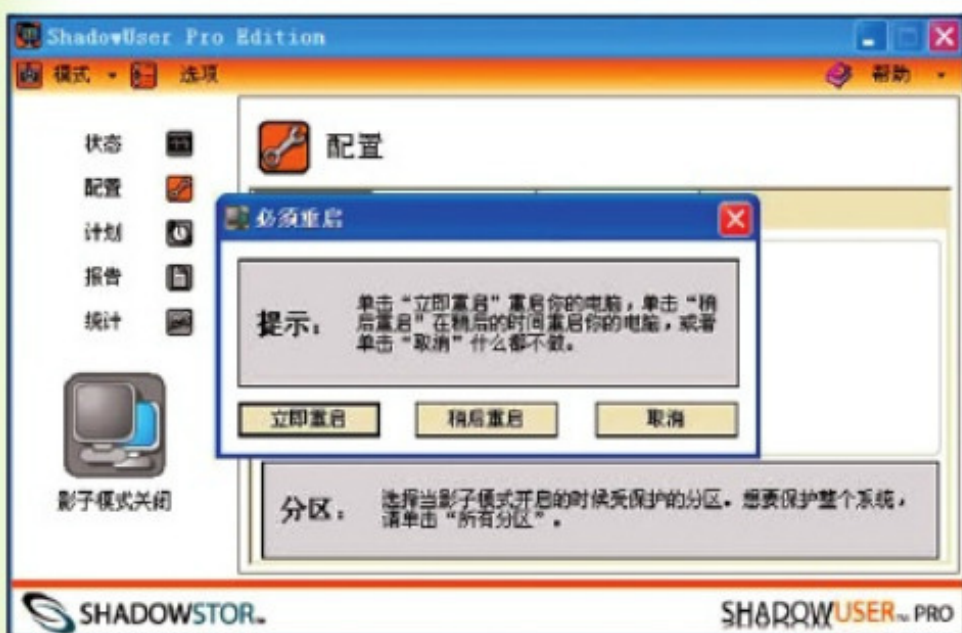 ShadowUser Pro Edition
模式 选项 帮助
状态
配置
计划
报告
统计
影子模式关闭
配置
必须重启
提示： 单击“立即重启”重启你的电脑，单击“稍
后重启”在稍后的时间重启你的电脑，或者
单击“取消”什么都不做。
立即重启 稍后重启 取消
分区： 选择当影子模式开启的时候受保护的分区。想要保护整个系统，
请单击“所有分区”。
SHADOWSTOR™ SHADOWUSER™ PRO